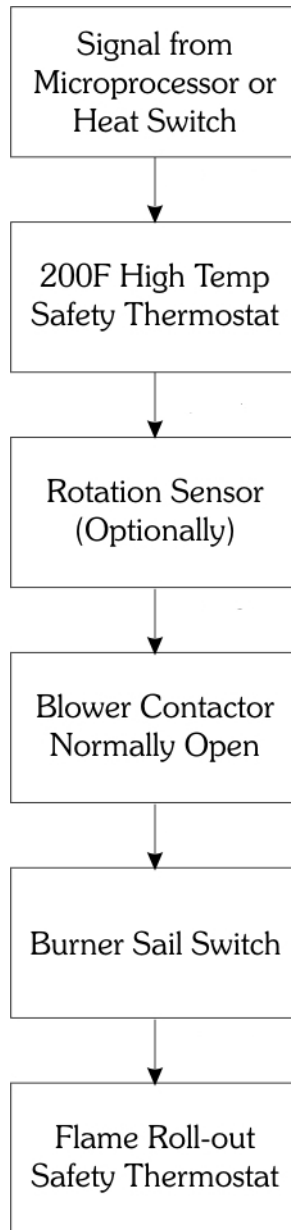 Signal from
Microprocessor or
Heat Switch
200F High Temp
Safety Thermostat
Rotation Sensor
(Optionally)
Blower Contactor
Normally Open
Burner Sail Switch
Flame Roll-out
Safety Thermostat